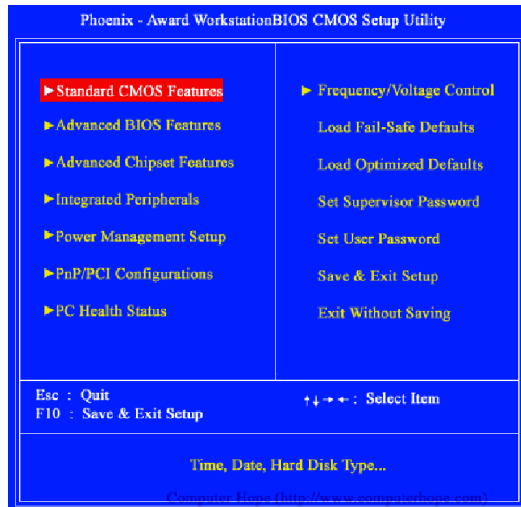 Phoenix - Award WorkstationBIOS CMOS Setup Utility
►Standard CMOS Features
►Advanced BIOS Features
►Advanced Chipset Features
►Integrated Peripherals
►Power Management Setup
►PnP/PCI Configurations
►PC Health Status
► Frequency/Voltage Control
Load Fail-Safe Defaults
Load Optimized Defaults
Set Supervisor Password
Set User Password
Save & Exit Setup
Exit Without Saving
Esc : Quit
F10 : Save & Exit Setup
↑↓→←: Select Item
Time, Date, Hard Disk Type...
Computer Hope (http://www.computerhope.com)